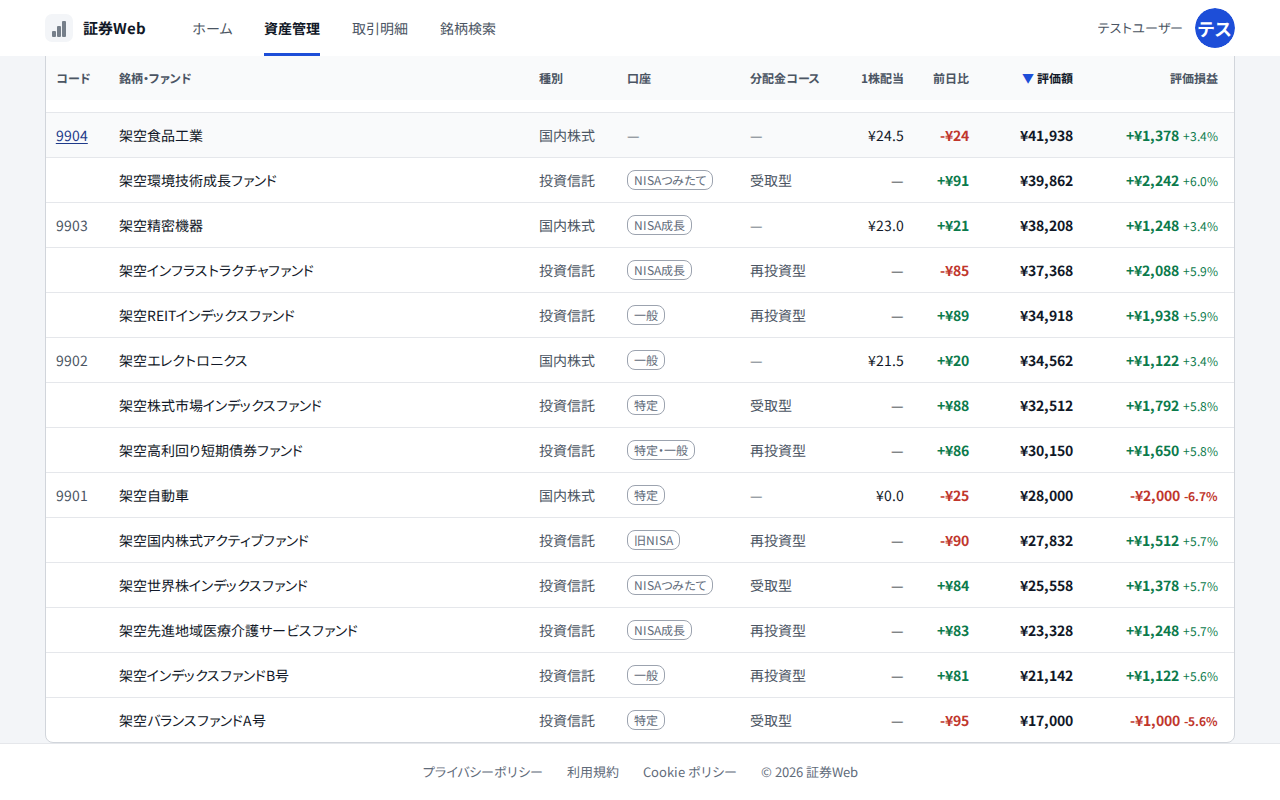 証券Web ホーム 資産管理 取引明細 銘柄検索 テストユーザー テス
コード 銘柄・ファンド 種別 口座 分配金コース 1株配当 前日比 ▼ 評価額 評価損益
9904 架空食品工業 国内株式 — — ¥24.5 -¥24 ¥41,938 +¥1,378 +3.4%
架空環境技術成長ファンド 投資信託 NISAつみたて 受取型 — +¥91 ¥39,862 +¥2,242 +6.0%
9903 架空精密機器 国内株式 NISA成長 — ¥23.0 +¥21 ¥38,208 +¥1,248 +3.4%
架空インフラストラクチャファンド 投資信託 NISA成長 再投資型 — -¥85 ¥37,368 +¥2,088 +5.9%
架空REITインデックスファンド 投資信託 一般 再投資型 — +¥89 ¥34,918 +¥1,938 +5.9%
9902 架空エレクトロニクス 国内株式 一般 — ¥21.5 +¥20 ¥34,562 +¥1,122 +3.4%
架空株式市場インデックスファンド 投資信託 特定 受取型 — +¥88 ¥32,512 +¥1,792 +5.8%
架空高利回り短期債券ファンド 投資信託 特定・一般 再投資型 — +¥86 ¥30,150 +¥1,650 +5.8%
9901 架空自動車 国内株式 特定 — ¥0.0 -¥25 ¥28,000 -¥2,000 -6.7%
架空国内株式アクティブファンド 投資信託 旧NISA 再投資型 — -¥90 ¥27,832 +¥1,512 +5.7%
架空世界株インデックスファンド 投資信託 NISAつみたて 受取型 — +¥84 ¥25,558 +¥1,378 +5.7%
架空先進地域医療介護サービスファンド 投資信託 NISA成長 再投資型 — +¥83 ¥23,328 +¥1,248 +5.7%
架空インデックスファンドB号 投資信託 一般 再投資型 — +¥81 ¥21,142 +¥1,122 +5.6%
架空バランスファンドA号 投資信託 特定 受取型 — -¥95 ¥17,000 -¥1,000 -5.6%
プライバシーポリシー 利用規約 Cookie ポリシー © 2026 証券Web